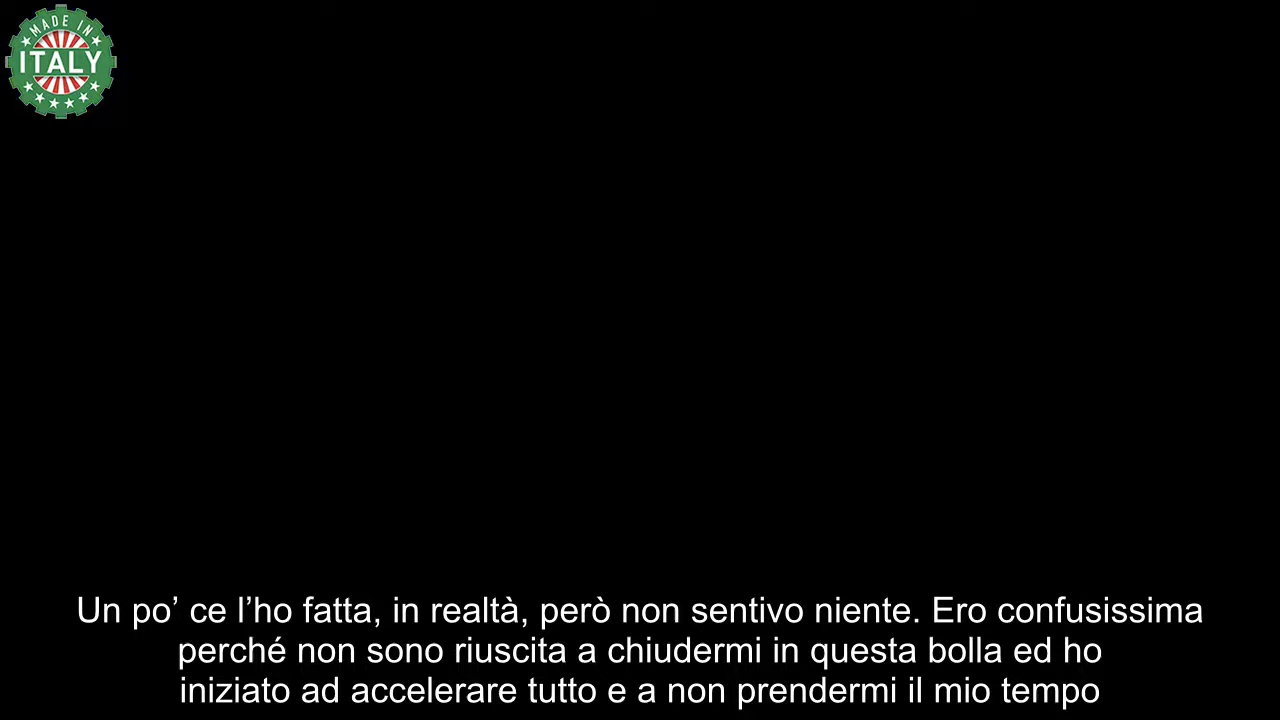 MADE IN
ITALY
Un po’ ce l’ho fatta, in realtà, però non sentivo niente. Ero confusissima
perché non sono riuscita a chiudermi in questa bolla ed ho
iniziato ad accelerare tutto e a non prendermi il mio tempo